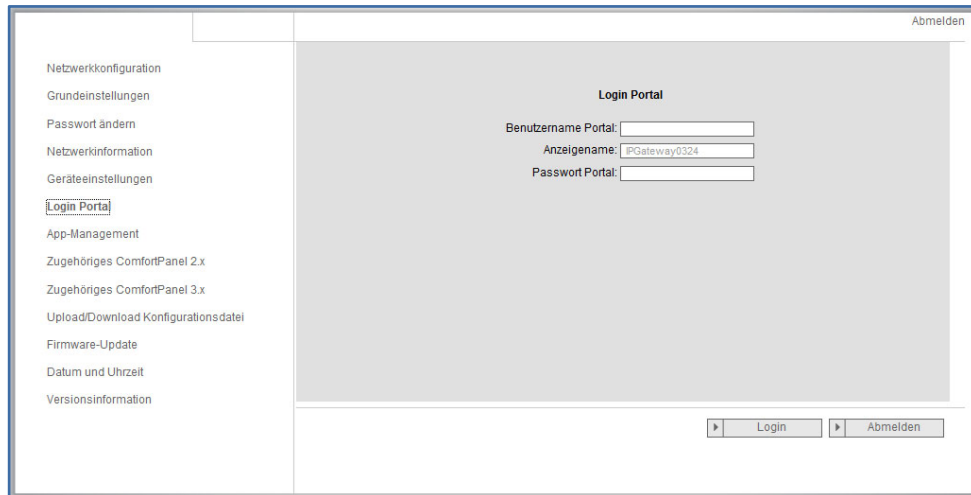 Abmelden
Netzwerkkonfiguration
Grundeinstellungen
Passwort ändern
Netzwerkinformation
Geräteeinstellungen
Login Portal
App-Management
Zugehöriges ComfortPanel 2.x
Zugehöriges ComfortPanel 3.x
Upload/Download Konfigurationsdatei
Firmware-Update
Datum und Uhrzeit
Versionsinformation
Login Portal
Benutzername Portal:
Anzeigename: IPGateway0324
Passwort Portal:
Login Abmelden